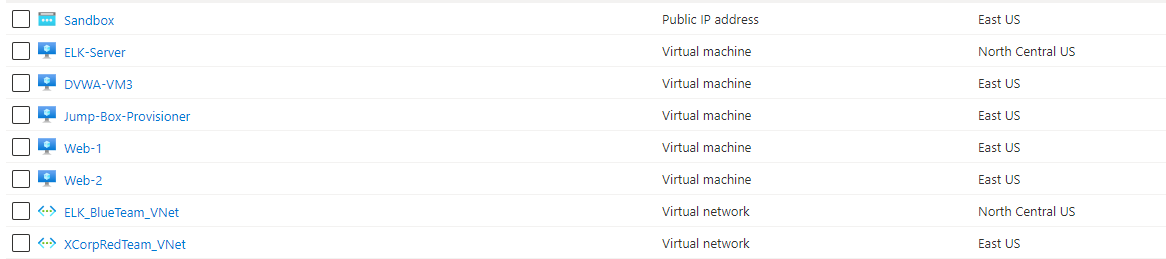 Sandbox Public IP address East US
ELK-Server Virtual machine North Central US
DVWA-VM3 Virtual machine East US
Jump-Box-Provisioner Virtual machine East US
Web-1 Virtual machine East US
Web-2 Virtual machine East US
ELK_BlueTeam_VNet Virtual network North Central US
XCorpRedTeam_VNet Virtual network East US